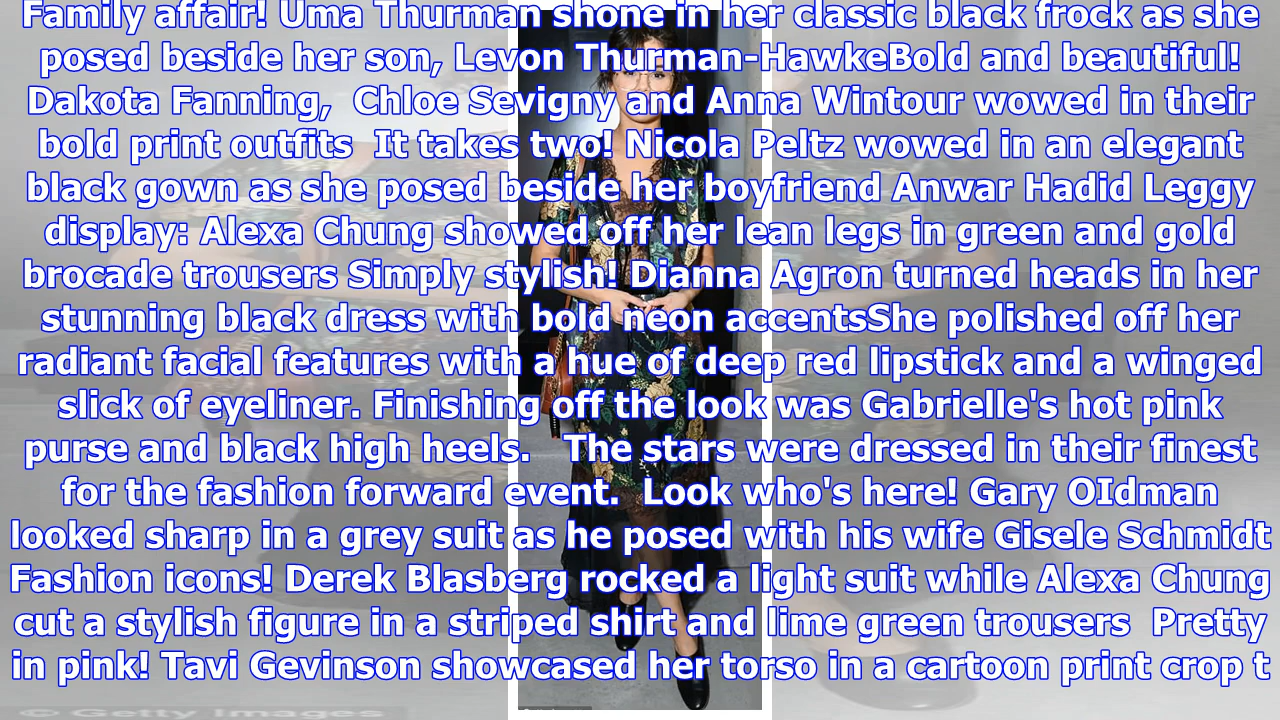 Family affair! Uma Thurman shone in her classic black frock as she
posed beside her son, Levon Thurman-HawkeBold and beautiful!
Dakota Fanning,  Chloe Sevigny and Anna Wintour wowed in their
bold print outfits  It takes two! Nicola Peltz wowed in an elegant
black gown as she posed beside her boyfriend Anwar Hadid Leggy
display: Alexa Chung showed off her lean legs in green and gold
brocade trousers Simply stylish! Dianna Agron turned heads in her
stunning black dress with bold neon accentsShe polished off her
radiant facial features with a hue of deep red lipstick and a winged
slick of eyeliner. Finishing off the look was Gabrielle's hot pink
purse and black high heels.   The stars were dressed in their finest
for the fashion forward event.  Look who's here! Gary OIdman
looked sharp in a grey suit as he posed with his wife Gisele Schmidt
Fashion icons! Derek Blasberg rocked a light suit while Alexa Chung
cut a stylish figure in a striped shirt and lime green trousers  Pretty
in pink! Tavi Gevinson showcased her torso in a cartoon print crop t
© Getty Images